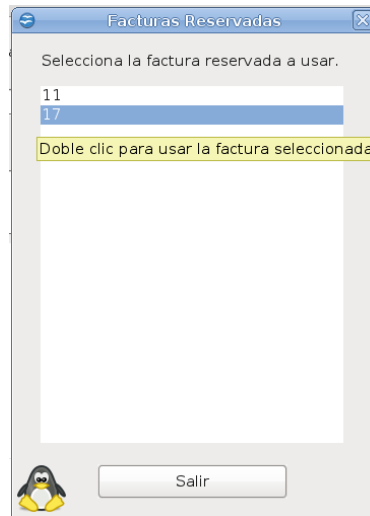 Facturas Reservadas
Selecciona la factura reservada a usar.
11
17
Doble clic para usar la factura seleccionada
Salir